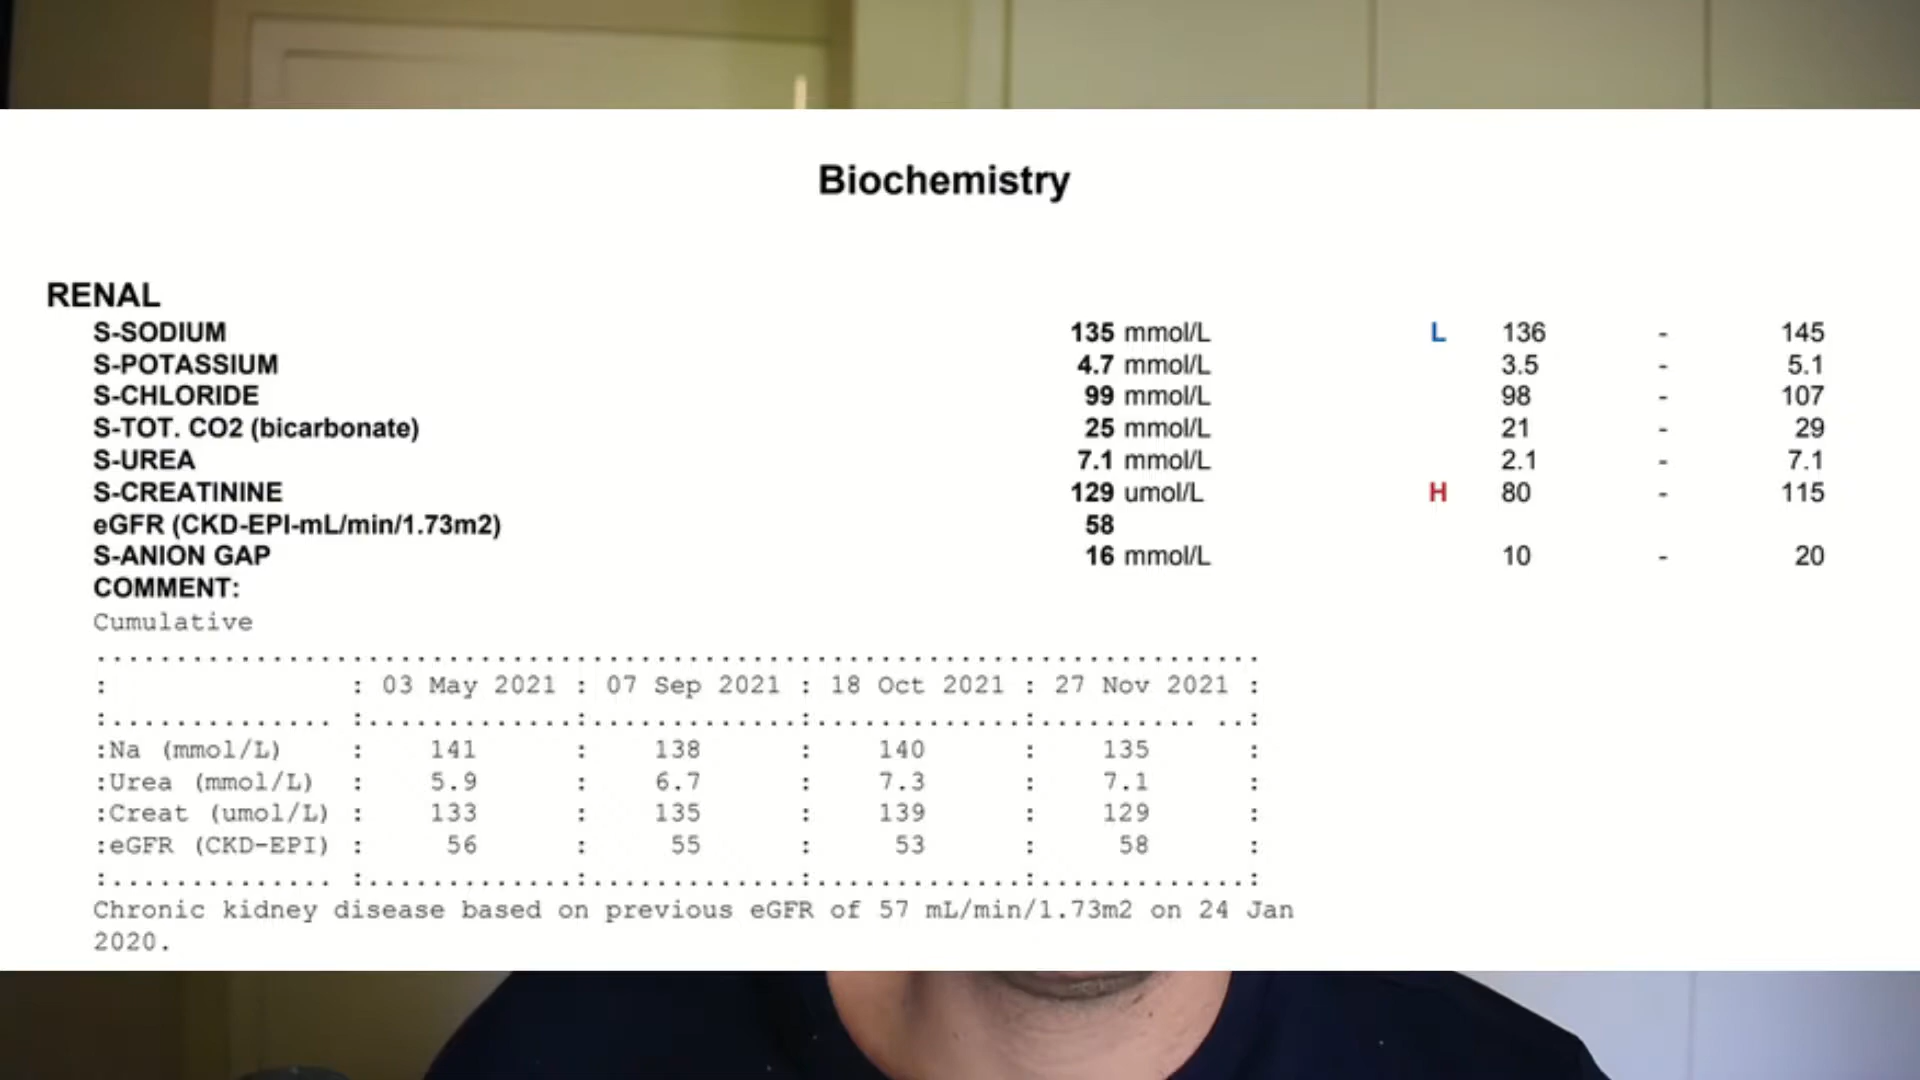 Biochemistry
RENAL
S-SODIUM 135 mmol/L L 136 - 145
S-POTASSIUM 4.7 mmol/L 3.5 - 5.1
S-CHLORIDE 99 mmol/L 98 - 107
S-TOT. CO2 (bicarbonate) 25 mmol/L 21 - 29
S-UREA 7.1 mmol/L 2.1 - 7.1
S-CREATININE 129 umol/L H 80 - 115
eGFR (CKD-EPI-mL/min/1.73m2) 58
S-ANION GAP 16 mmol/L 10 - 20
COMMENT:
Cumulative
: : 03 May 2021 : 07 Sep 2021 : 18 Oct 2021 : 27 Nov 2021 :
:Na (mmol/L) : 141 : 138 : 140 : 135 :
:Urea (mmol/L) : 5.9 : 6.7 : 7.3 : 7.1 :
:Creat (umol/L) : 133 : 135 : 139 : 129 :
:eGFR (CKD-EPI) : 56 : 55 : 53 : 58 :
Chronic kidney disease based on previous eGFR of 57 mL/min/1.73m2 on 24 Jan
2020.